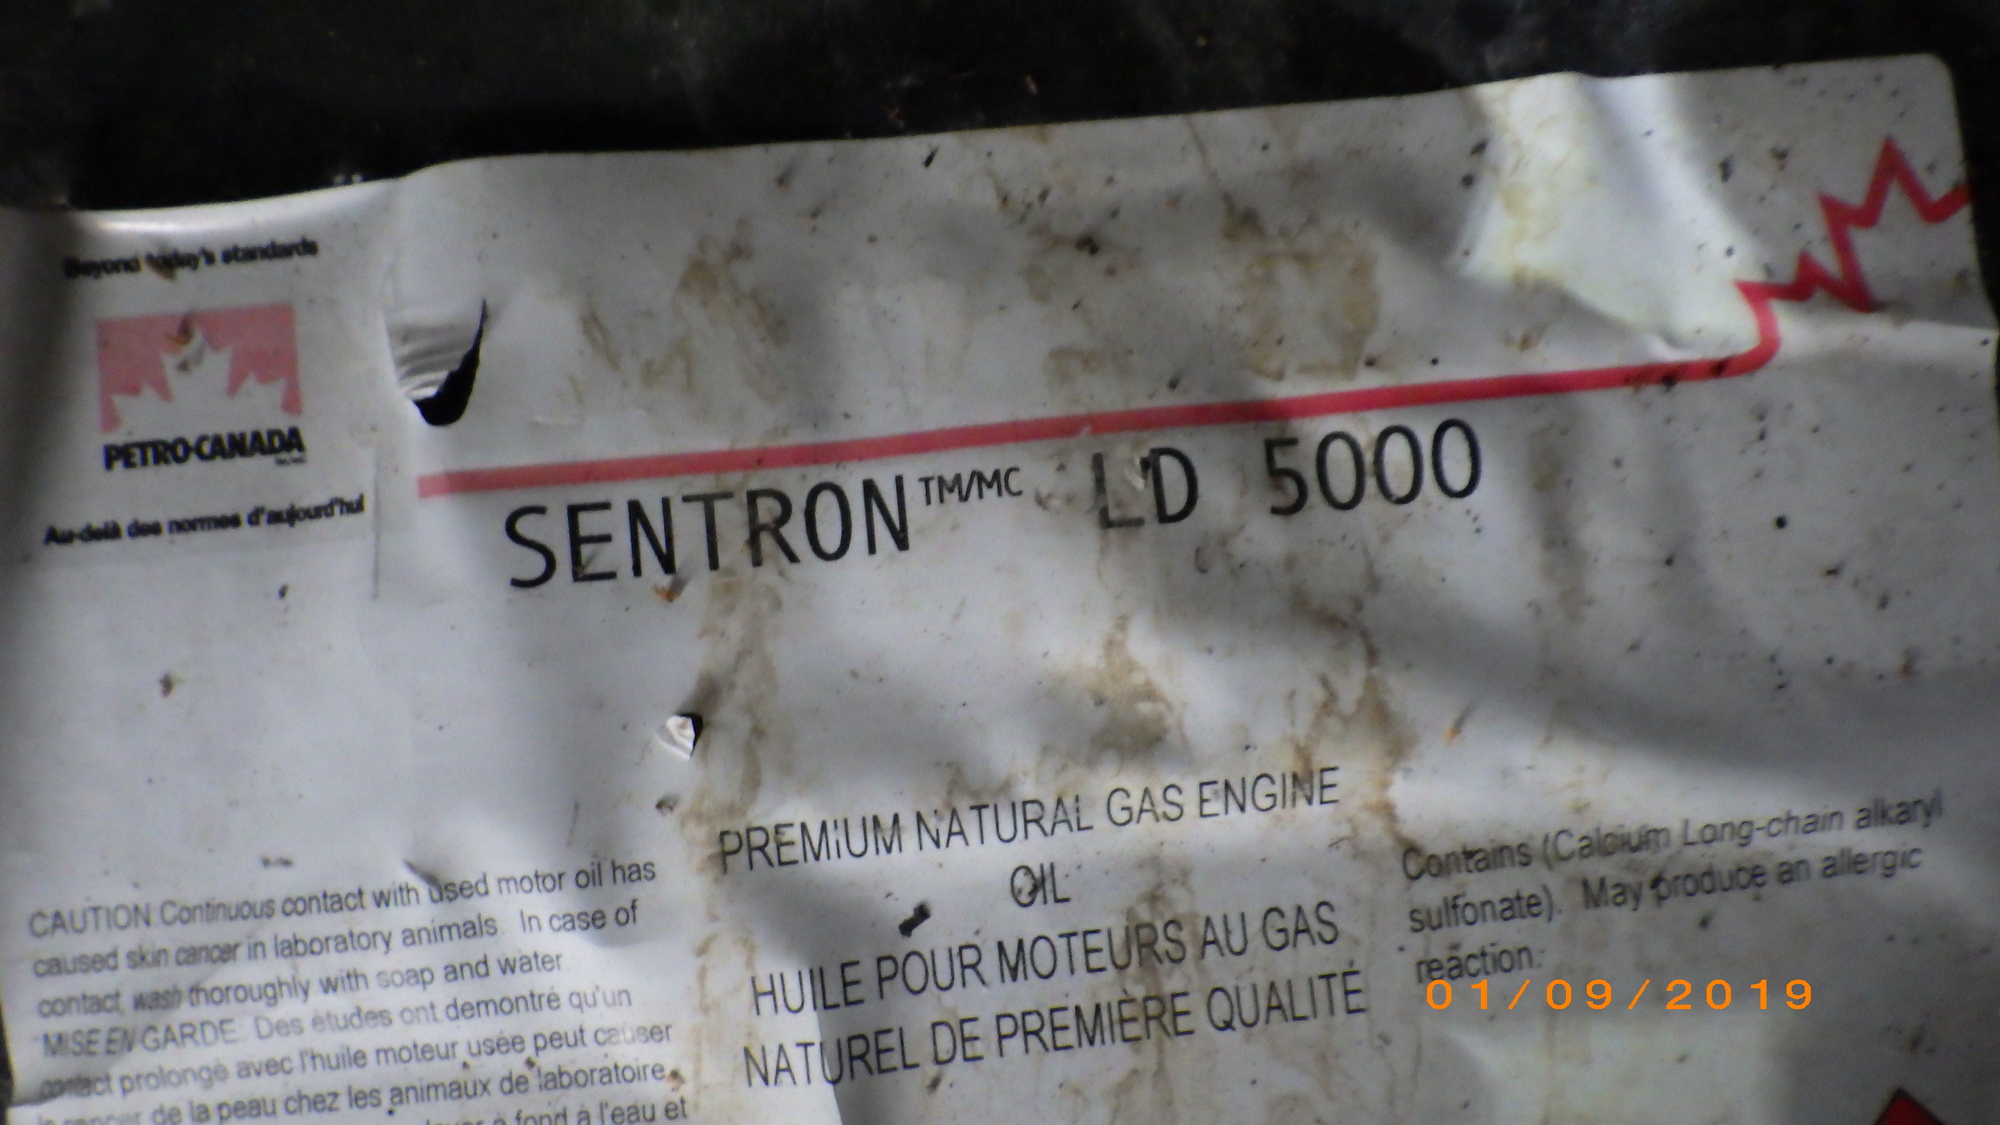 Beyond today's standards
PETRO-CANADA
Au-delà des normes d'aujourd'hui
SENTRON TM/MC LD 5000
PREMIUM NATURAL GAS ENGINE
OIL
HUILE POUR MOTEURS AU GAS
NATUREL DE PREMIÈRE QUALITÉ
CAUTION: Continuous contact with used motor oil has
caused skin cancer in laboratory animals. In case of
contact, wash thoroughly with soap and water
MISE EN GARDE: Des études ont demontré qu'un
contact prolongé avec l'huile moteur usée peut causer
cancer de la peau chez les animaux de laboratoire.
à fond à l'eau et
Contains (Calcium Long-chain alkaryl
sulfonate). May produce an allergic
reaction.
01/09/2019